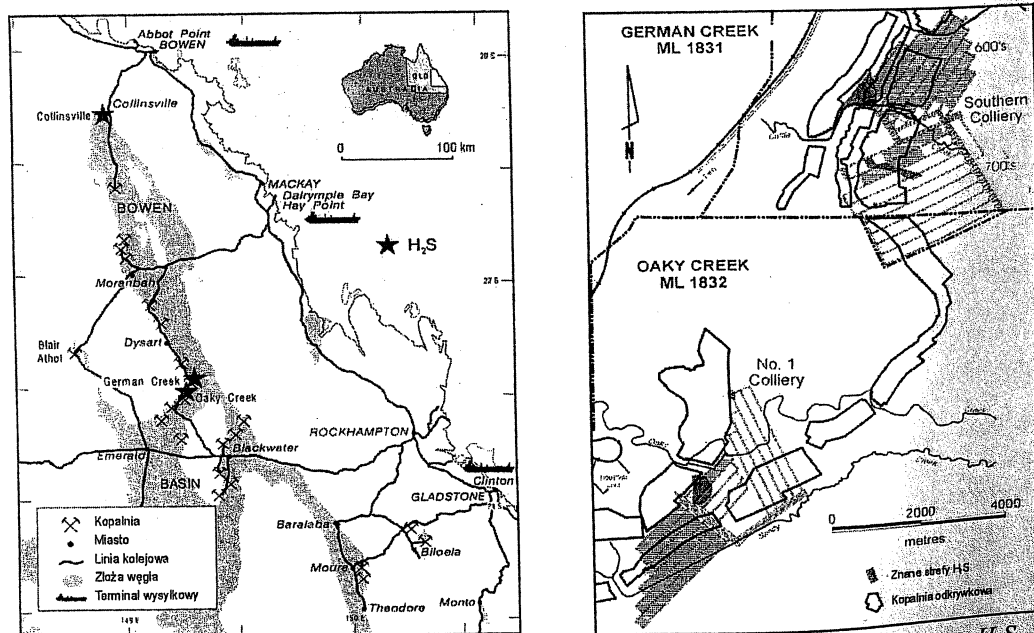 Abbot Point
BOWEN
20 S
QLD
AUSTRALIA
Collinsville
Collinsville
0 100 km
MACKAY
Dalrymple Bay
Hay Point
BOWEN
H₂S
Moranbah
Blair
Athol
Dysart
German Creek
Oaky Creek
ROCKHAMPTON
Emerald
Blackwater
BASIN
Clinton
GLADSTONE
Baralaba
Biloela
Moura
Theodore
Monto
149 E
150 E
Kopalnia
Miasto
Linia kolejowa
Złoża węgla
Terminal wysyłkowy
GERMAN CREEK
ML 1831
600's
Southern
Colliery
700's
N
OAKY CREEK
ML 1832
No. 1
Colliery
0 2000 4000
metres
Znane strefy H₂S
Kopalnia odkrywkowa